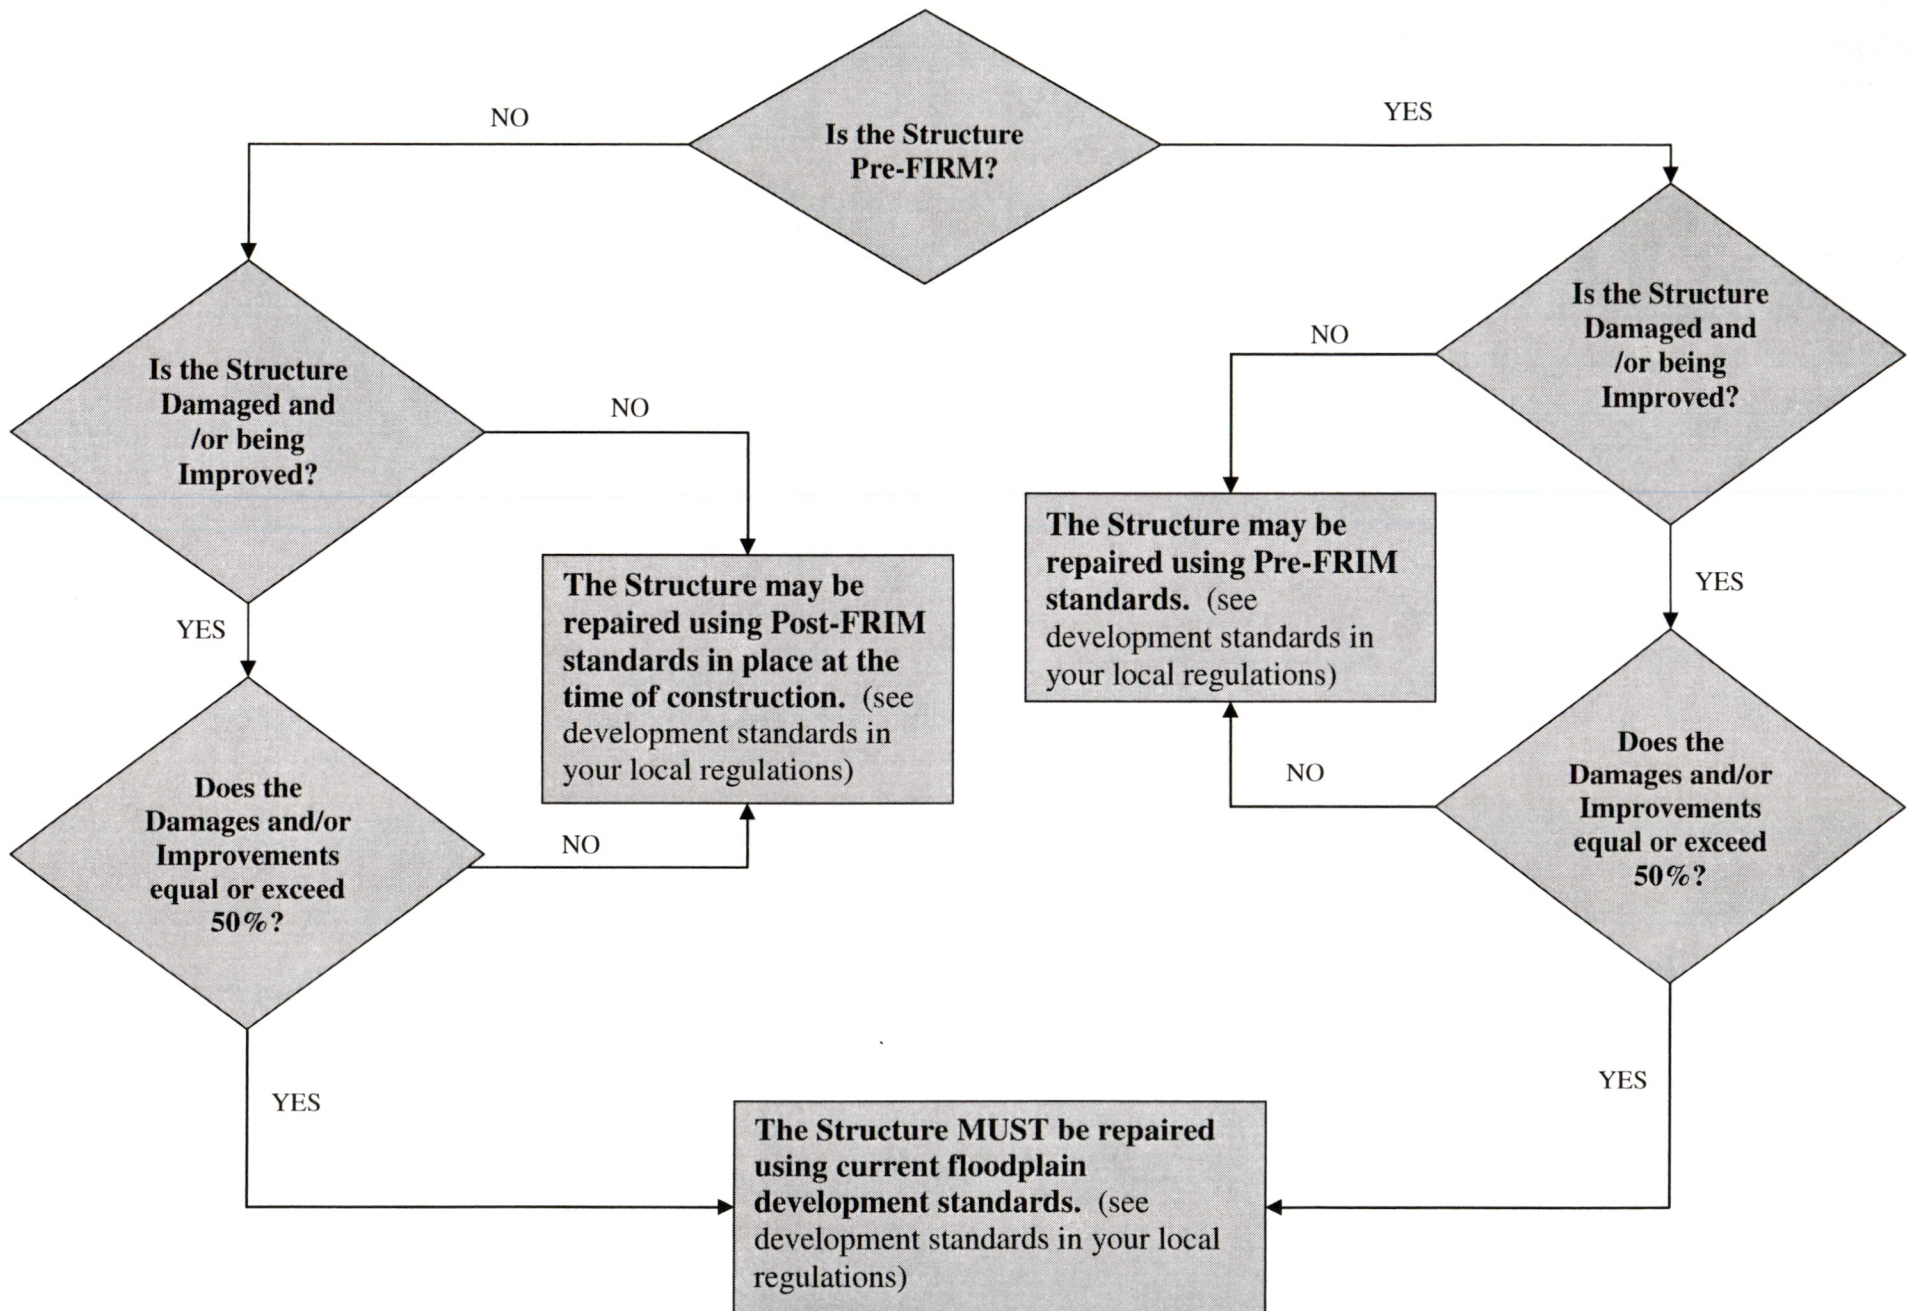 NO
YES
Is the Structure
Pre-FIRM?
Is the Structure
Damaged and
/or being
Improved?
NO
Is the Structure
Damaged and
/or being
Improved?
NO
The Structure may be
repaired using Pre-FRIM
standards. (see
development standards in
your local regulations)
YES
The Structure may be
repaired using Post-FRIM
standards in place at the
time of construction. (see
development standards in
your local regulations)
YES
Does the
Damages and/or
Improvements
equal or exceed
50%?
NO
Does the
Damages and/or
Improvements
equal or exceed
50%?
NO
YES
YES
The Structure MUST be repaired
using current floodplain
development standards. (see
development standards in your local
regulations)